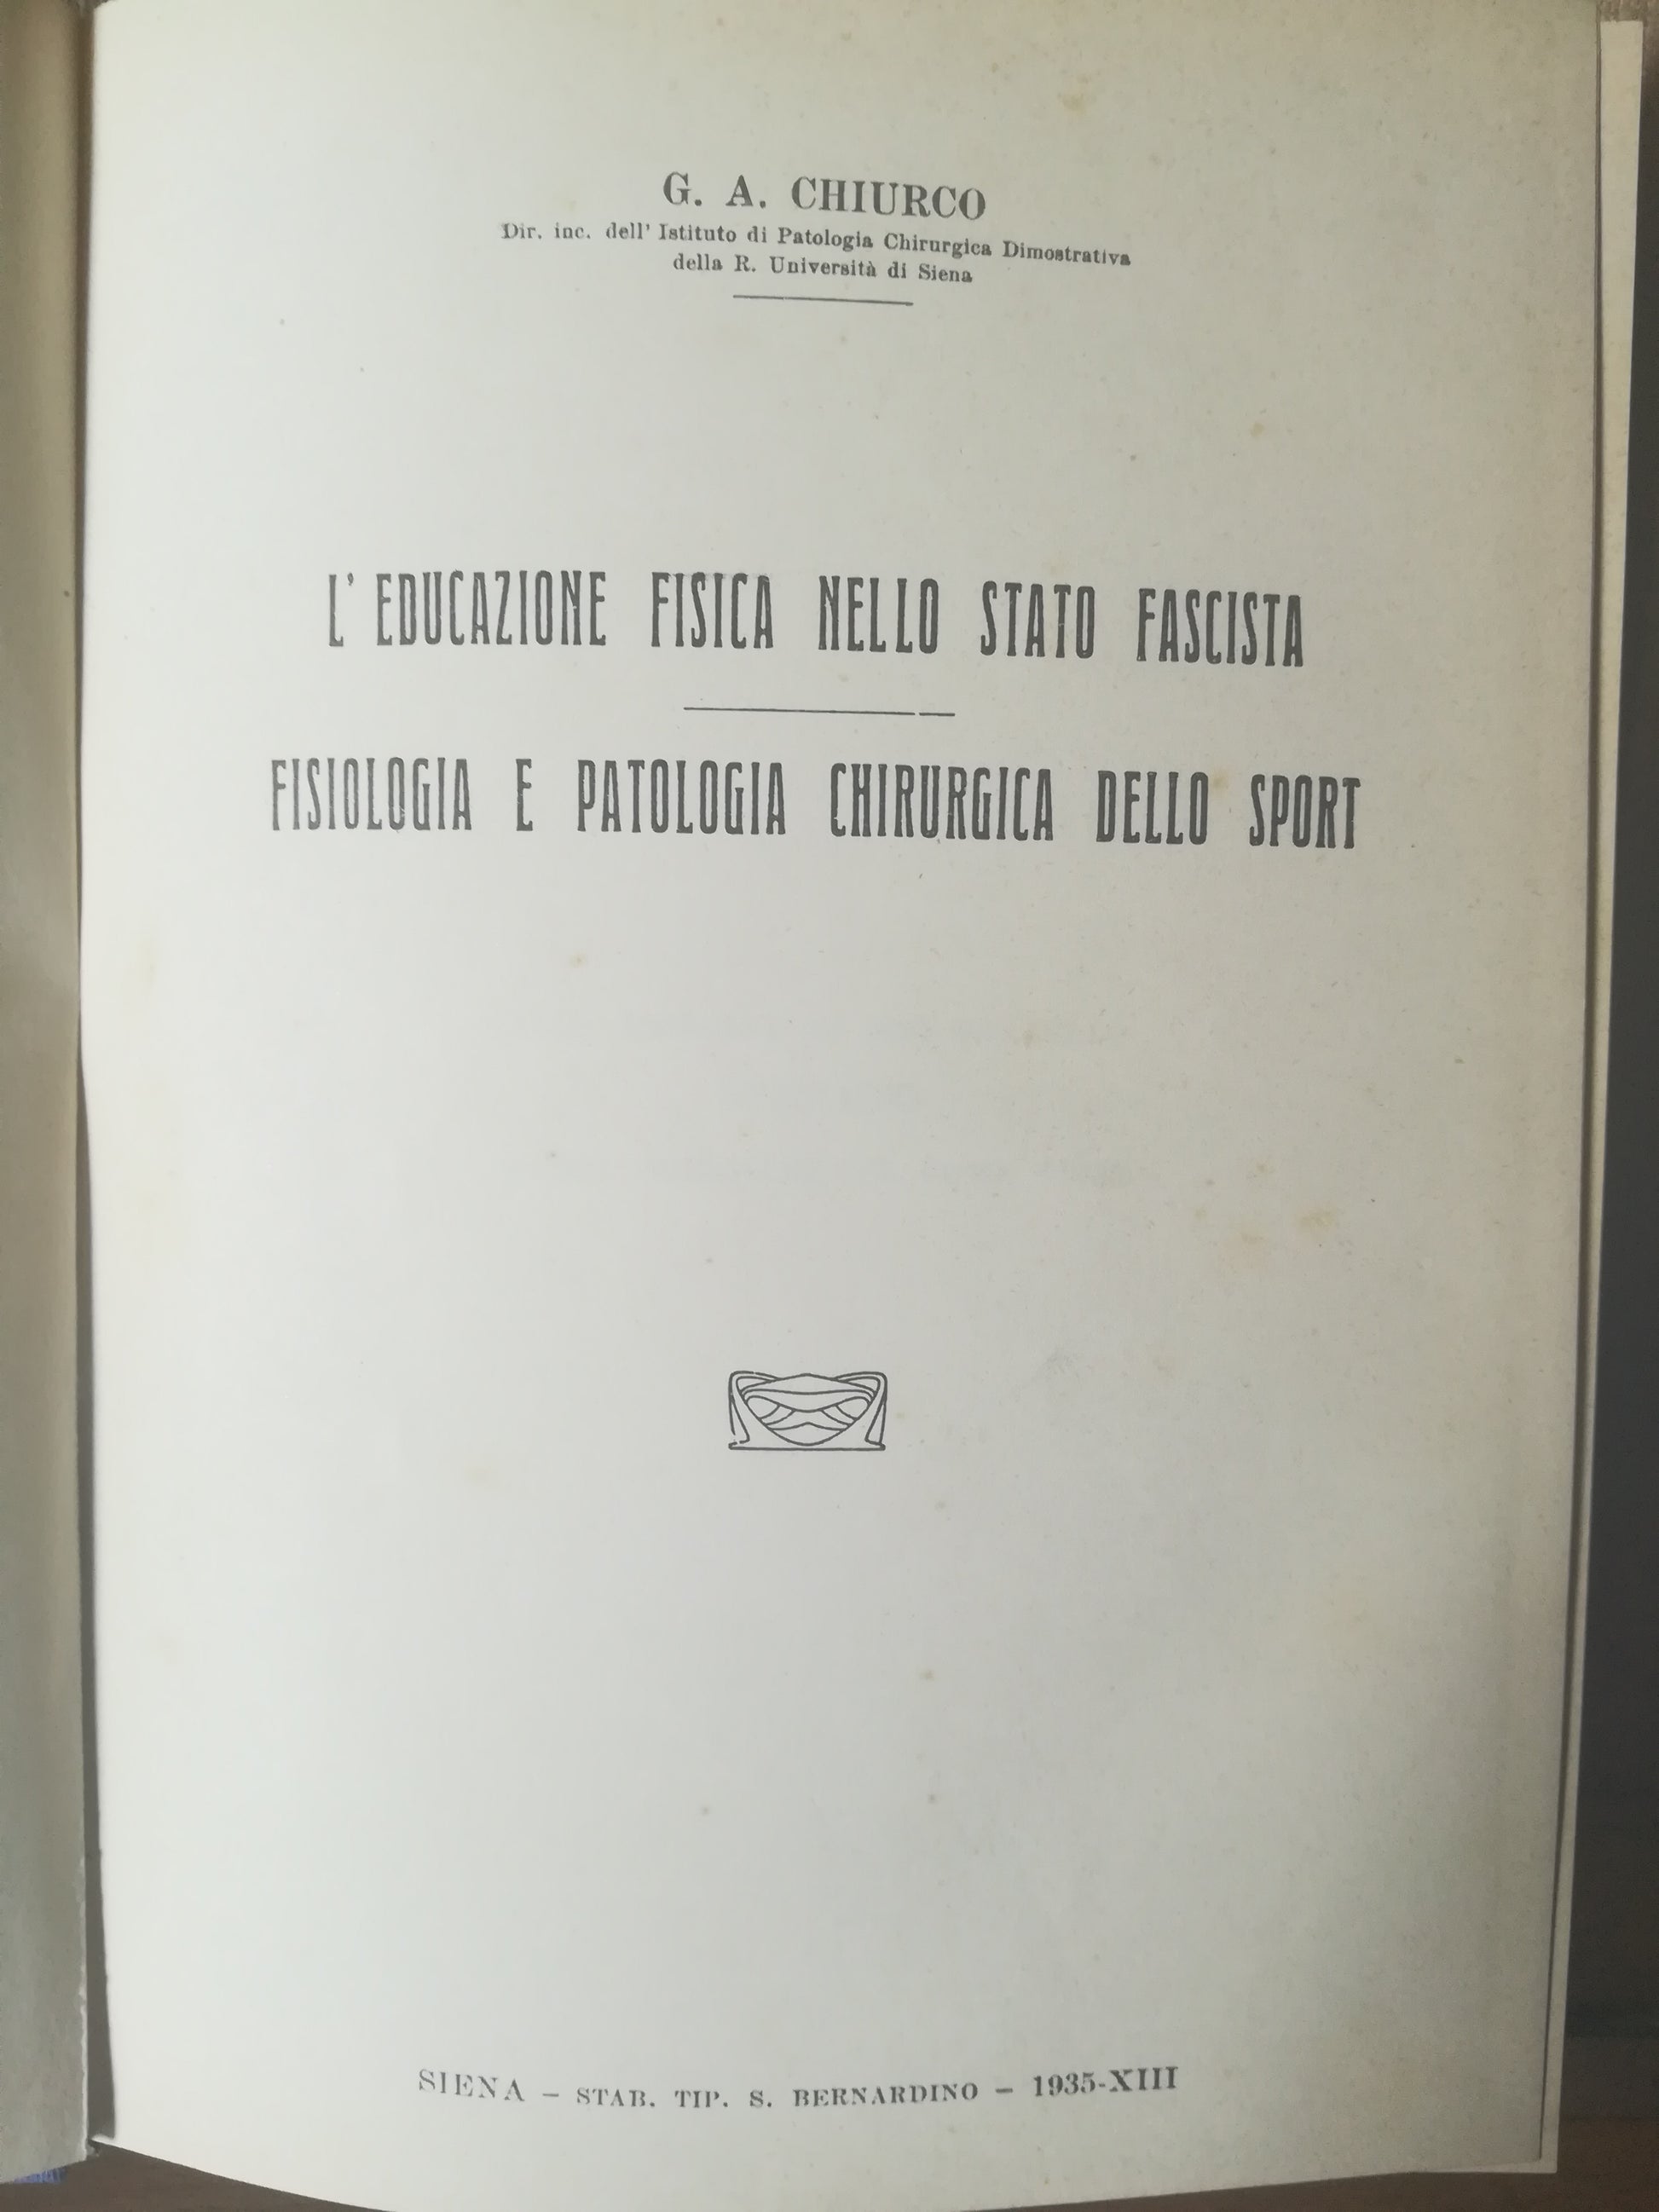 G. A. CHIURCO
Dir. inc. dell' Istituto di Patologia Chirurgica Dimostrativa
della R. Università di Siena
L' EDUCAZIONE FISICA NELLO STATO FASCISTA
FISIOLOGIA E PATOLOGIA CHIRURGICA DELLO SPORT
SIENA – STAB. TIP. S. BERNARDINO – 1935-XIII